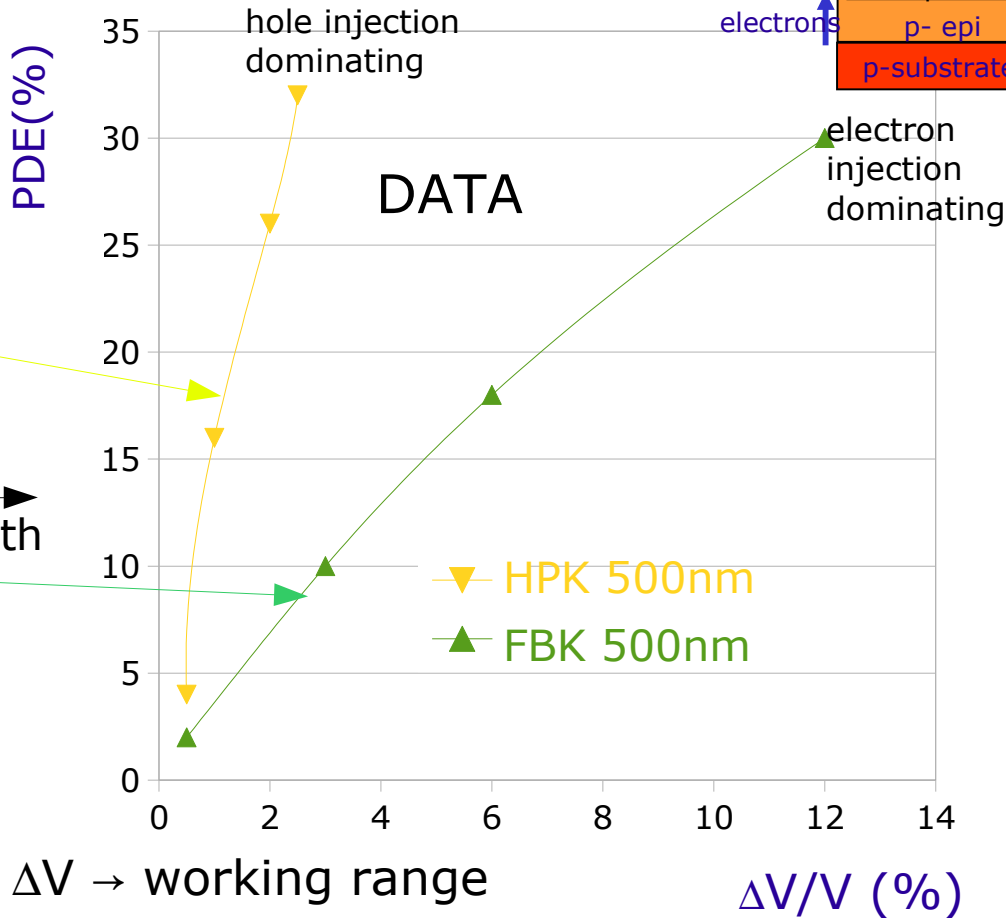 35
hole injection
dominating
PDE(%)
electrons
p- epi
p-substrate
30
electron
injection
dominating
DATA
25
20
15
th
10
HPK 500nm
FBK 500nm
5
0
0 2 4 6 8 10 12 14
ΔV → working range
ΔV/V (%)